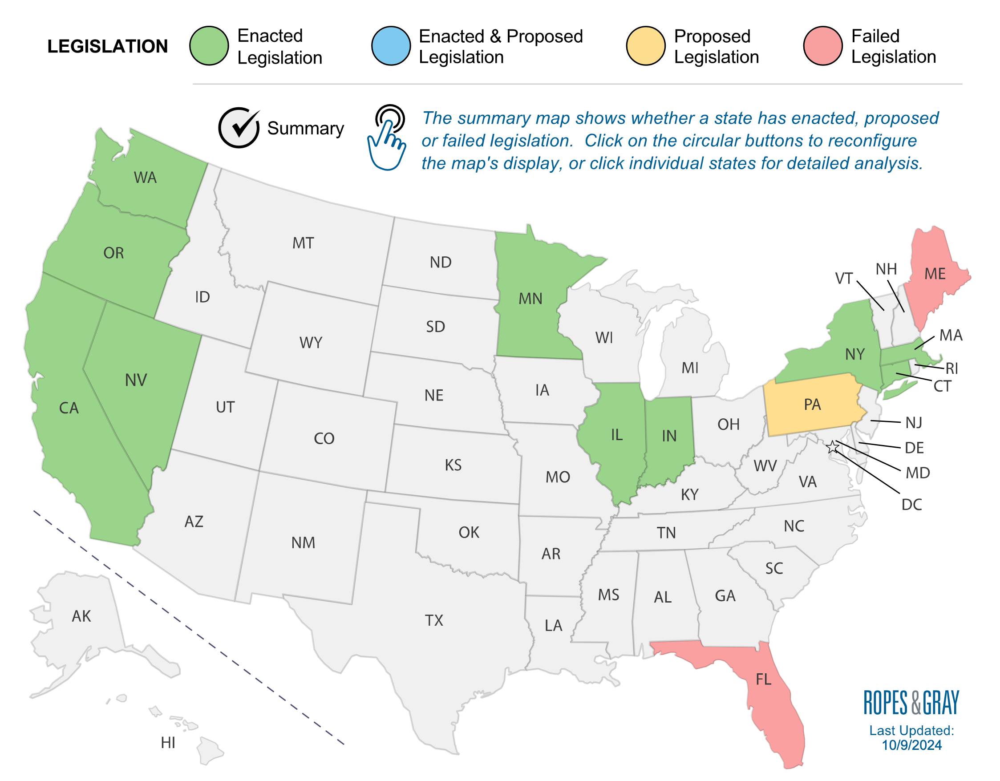 LEGISLATION
Enacted
Legislation
Enacted & Proposed
Legislation
Proposed
Legislation
Failed
Legislation
Summary
The summary map shows whether a state has enacted, proposed
or failed legislation.  Click on the circular buttons to reconfigure
the map's display, or click individual states for detailed analysis.
WA
OR
MT
ND
ID
MN
VT
NH
ME
SD
WY
WI
MA
NY
MI
RI
NV
CT
IA
NE
CA
UT
PA
OH
NJ
IL
IN
CO
DE
KS
WV
MD
MO
VA
KY
DC
AZ
NC
OK
TN
NM
AR
SC
MS
AL
GA
AK
TX
LA
FL
HI
ROPES & GRAY
Last Updated:
10/9/2024